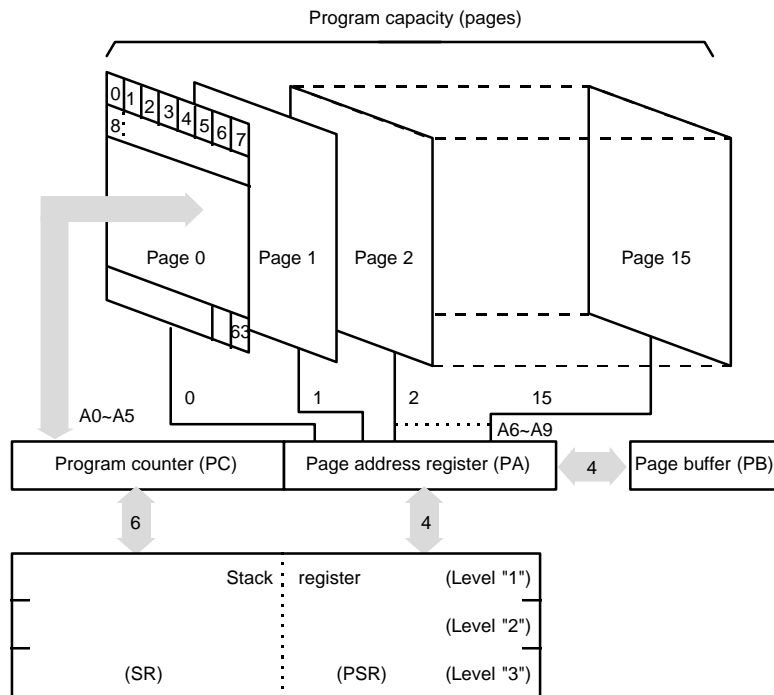 Program capacity (pages)
0 1 2 3 4 5 6 7
8
Page 0
Page 1
Page 2
Page 15
63
0
1
2
15
A0~A5
A6~A9
Program counter (PC)
Page address register (PA)
4
Page buffer (PB)
6
4
Stack register (Level "1")
(Level "2")
(SR) (PSR) (Level "3")